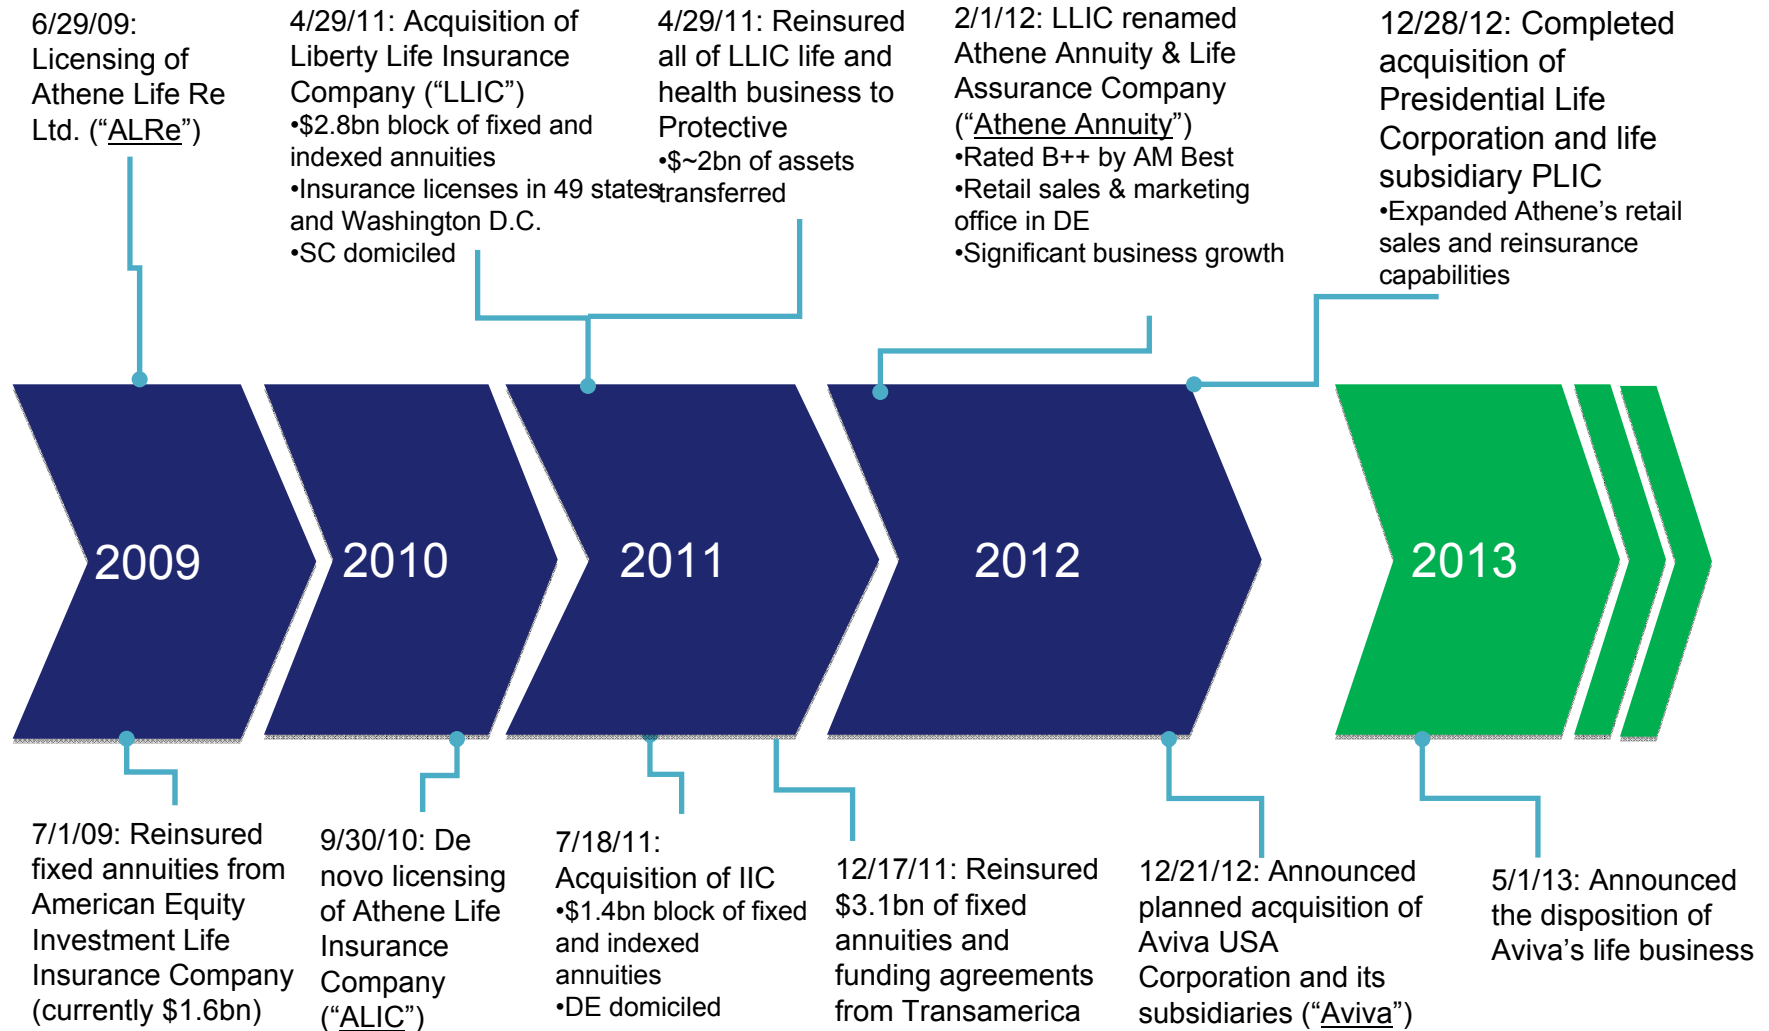 6/29/09:
Licensing of
Athene Life Re
Ltd. (“ALRe”)
4/29/11: Acquisition of
Liberty Life Insurance
Company (“LLIC”)
•$2.8bn block of fixed and
indexed annuities
•Insurance licenses in 49 states
and Washington D.C.
•SC domiciled
4/29/11: Reinsured
all of LLIC life and
health business to
Protective
•$~2bn of assets
transferred
2/1/12: LLIC renamed
Athene Annuity & Life
Assurance Company
(“Athene Annuity”)
•Rated B++ by AM Best
•Retail sales & marketing
office in DE
•Significant business growth
12/28/12: Completed
acquisition of
Presidential Life
Corporation and life
subsidiary PLIC
•Expanded Athene’s retail
sales and reinsurance
capabilities
2009
2010
2011
2012
2013
7/1/09: Reinsured
fixed annuities from
American Equity
Investment Life
Insurance Company
(currently $1.6bn)
9/30/10: De
novo licensing
of Athene Life
Insurance
Company
(“ALIC”)
7/18/11:
Acquisition of IIC
•$1.4bn block of fixed
and indexed
annuities
•DE domiciled
12/17/11: Reinsured
$3.1bn of fixed
annuities and
funding agreements
from Transamerica
12/21/12: Announced
planned acquisition of
Aviva USA
Corporation and its
subsidiaries (“Aviva”)
5/1/13: Announced
the disposition of
Aviva’s life business